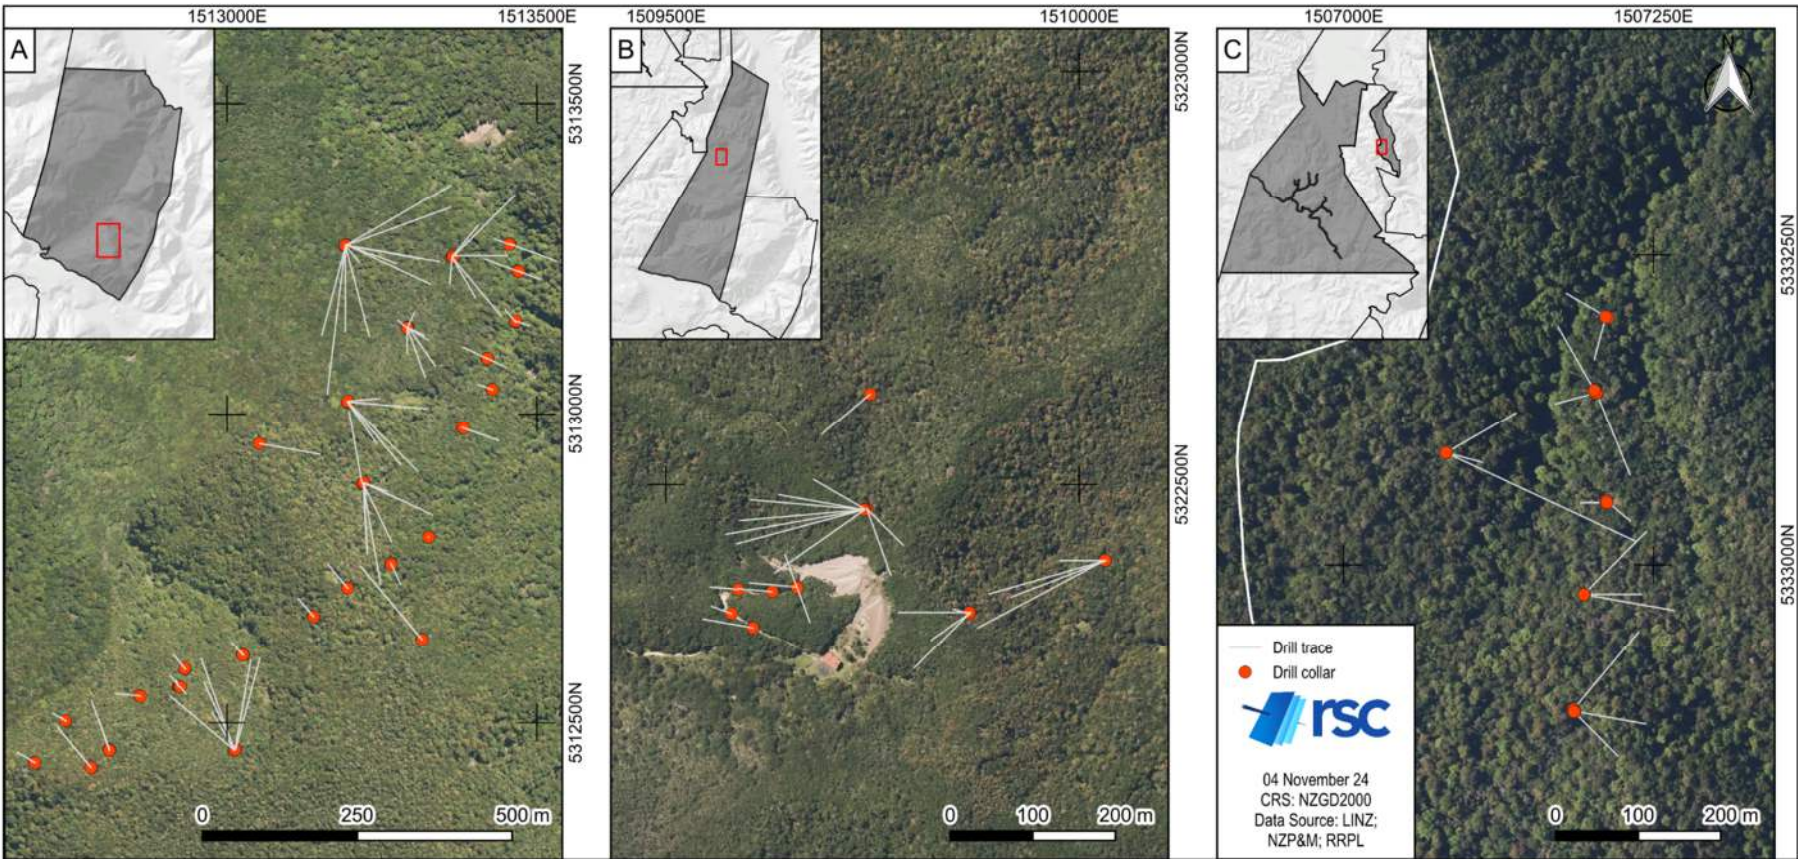 1513000E
1513500E
1509500E
1510000E
1507000E
1507250E
A
B
C
N
5313500N
5313000N
5312500N
5323000N
5322500N
5333250N
5333000N
0 250 500 m
0 100 200 m
Drill trace
Drill collar
rsc
04 November 24
CRS: NZGD2000
Data Source: LINZ;
NZP&M; RRPL
0 100 200 m